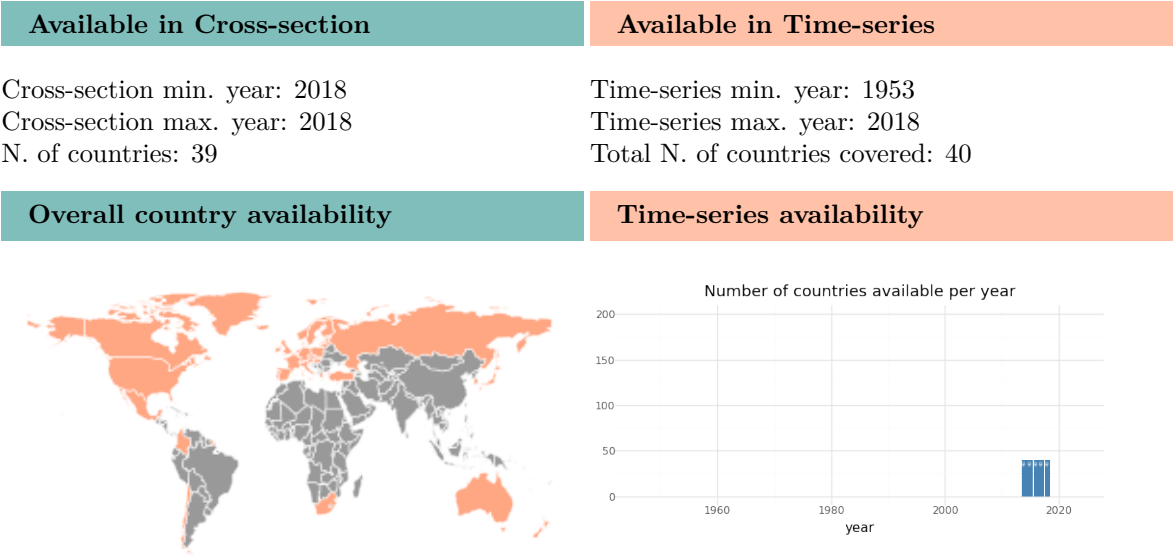 Available in Cross-section
Available in Time-series
Cross-section min. year: 2018
Cross-section max. year: 2018
N. of countries: 39
Time-series min. year: 1953
Time-series max. year: 2018
Total N. of countries covered: 40
Overall country availability
Time-series availability
Number of countries available per year
200
150
100
50
0
1960
1980
2000
2020
year